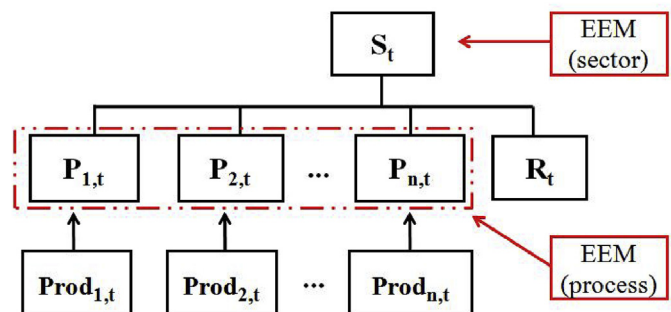 S_t
EEM
(sector)
P_1,t
P_2,t
...
P_n,t
R_t
EEM
(process)
Prod_1,t
Prod_2,t
...
Prod_n,t